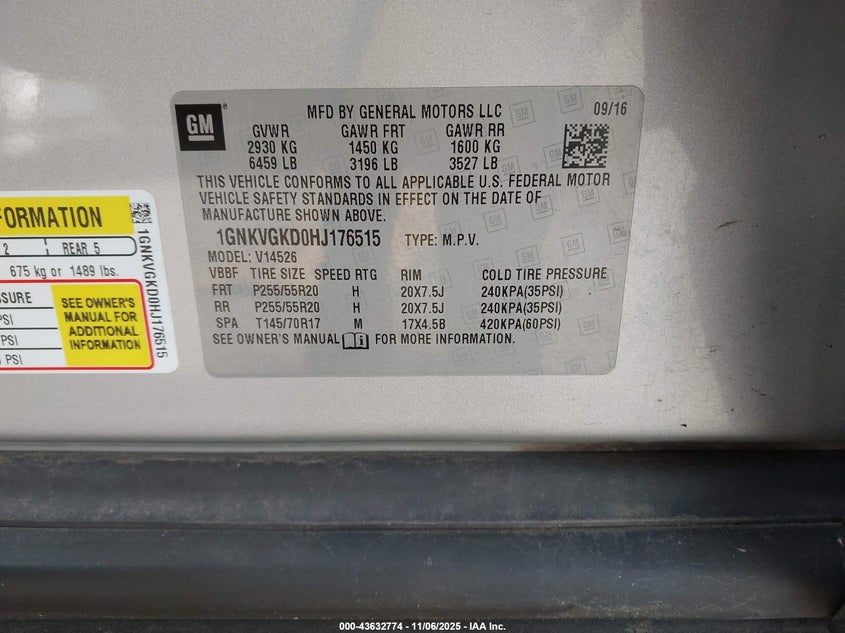 GM
®
MFD BY GENERAL MOTORS LLC 09/16
GVWR GAWR FRT GAWR RR
2930 KG 1450 KG 1600 KG
6459 LB 3196 LB 3527 LB
THIS VEHICLE CONFORMS TO ALL APPLICABLE U.S. FEDERAL MOTOR
VEHICLE SAFETY STANDARDS IN EFFECT ON THE DATE OF
MANUFACTURE SHOWN ABOVE.
1GNKVGKD0HJ176515 TYPE: M.P.V.
MODEL: V14526
VBBF TIRE SIZE SPEED RTG RIM COLD TIRE PRESSURE
FRT P255/55R20 H 20X7.5J 240KPA(35PSI)
RR P255/55R20 H 20X7.5J 240KPA(35PSI)
SPA T145/70R17 M 17X4.5B 420KPA(60PSI)
SEE OWNER'S MANUAL FOR MORE INFORMATION.
FORMATION
2 REAR 5
675 kg or 1489 lbs.
SSURE
PSI
PSI
PSI
SEE OWNER'S
MANUAL FOR
ADDITIONAL
INFORMATION
1GNKVGKD0HJ176515
000-43632774 - 11/06/2025 - IAA Inc.